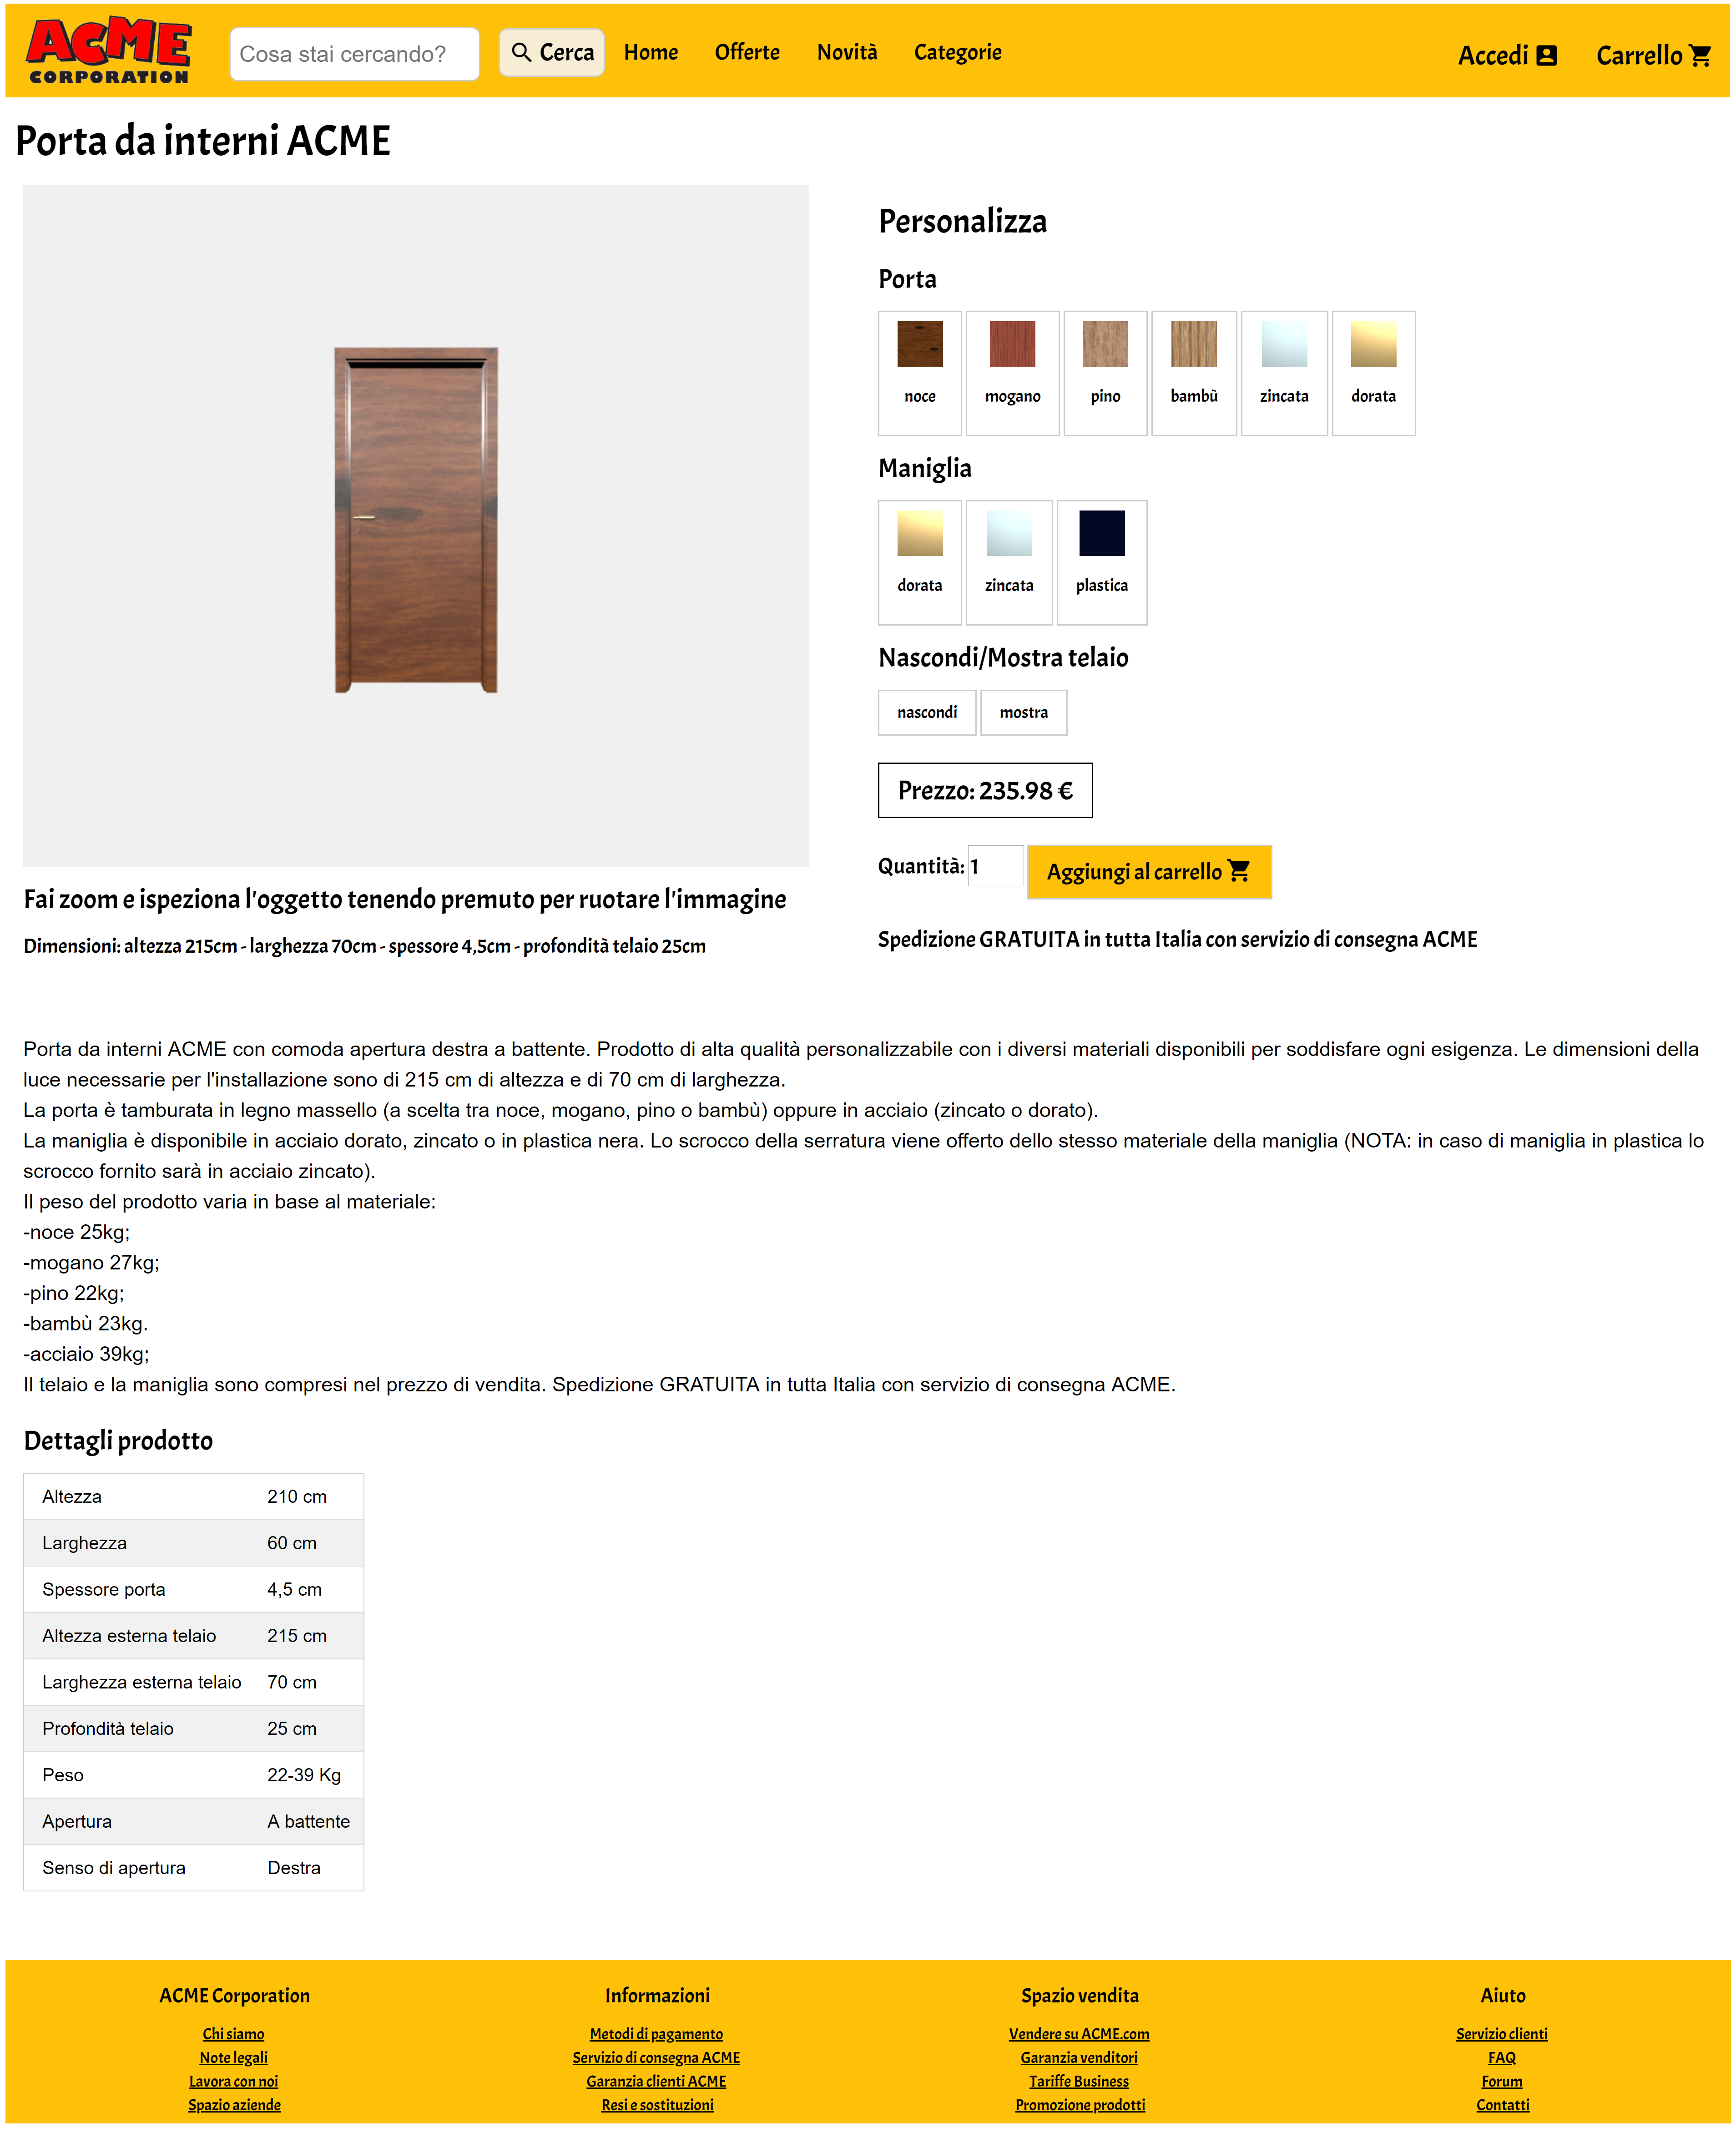 ACME
CORPORATION
Cosa stai cercando?
Cerca
Home
Offerte
Novità
Categorie
Accedi
Carrello
Porta da interni ACME
Personalizza
Porta
noce
mogano
pino
bambù
zincata
dorata
Maniglia
dorata
zincata
plastica
Nascondi/Mostra telaio
nascondi
mostra
Prezzo: 235.98 €
Quantità: 1
Aggiungi al carrello
Spedizione GRATUITA in tutta Italia con servizio di consegna ACME
Fai zoom e ispeziona l'oggetto tenendo premuto per ruotare l'immagine
Dimensioni: altezza 215cm - larghezza 70cm - spessore 4,5cm - profondità telaio 25cm
Porta da interni ACME con comoda apertura destra a battente. Prodotto di alta qualità personalizzabile con i diversi materiali disponibili per soddisfare ogni esigenza. Le dimensioni della
luce necessarie per l'installazione sono di 215 cm di altezza e di 70 cm di larghezza.
La porta è tamburata in legno massello (a scelta tra noce, mogano, pino o bambù) oppure in acciaio (zincato o dorato).
La maniglia è disponibile in acciaio dorato, zincato o in plastica nera. Lo scrocco della serratura viene offerto dello stesso materiale della maniglia (NOTA: in caso di maniglia in plastica lo
scrocco fornito sarà in acciaio zincato).
Il peso del prodotto varia in base al materiale:
-noce 25kg;
-mogano 27kg;
-pino 22kg;
-bambù 23kg.
-acciaio 39kg;
Il telaio e la maniglia sono compresi nel prezzo di vendita. Spedizione GRATUITA in tutta Italia con servizio di consegna ACME.
Dettagli prodotto
Altezza 210 cm
Larghezza 60 cm
Spessore porta 4,5 cm
Altezza esterna telaio 215 cm
Larghezza esterna telaio 70 cm
Profondità telaio 25 cm
Peso 22-39 Kg
Apertura A battente
Senso di apertura Destra
ACME Corporation
Chi siamo
Note legali
Lavora con noi
Spazio aziende
Informazioni
Metodi di pagamento
Servizio di consegna ACME
Garanzia clienti ACME
Resi e sostituzioni
Spazio vendita
Vendere su ACME.com
Garanzia venditori
Tariffe Business
Promozione prodotti
Aiuto
Servizio clienti
FAQ
Forum
Contatti